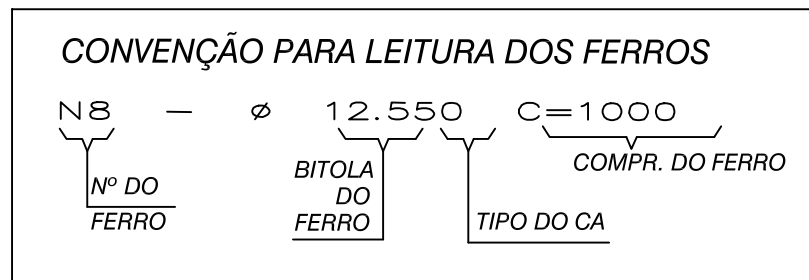 CONVENÇÃO PARA LEITURA DOS FERROS
N8 - ø 12.550 C=1000
Nº DO
FERRO
BITOLA
DO
FERRO
TIPO DO CA
COMPR. DO FERRO